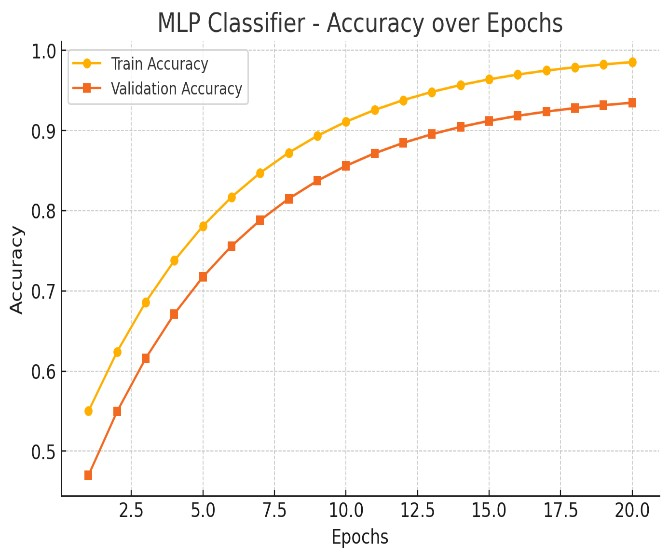 MLP Classifier - Accuracy over Epochs
Train Accuracy
Validation Accuracy
1.0
0.9
0.8
0.7
0.6
0.5
Accuracy
2.5 5.0 7.5 10.0 12.5 15.0 17.5 20.0
Epochs